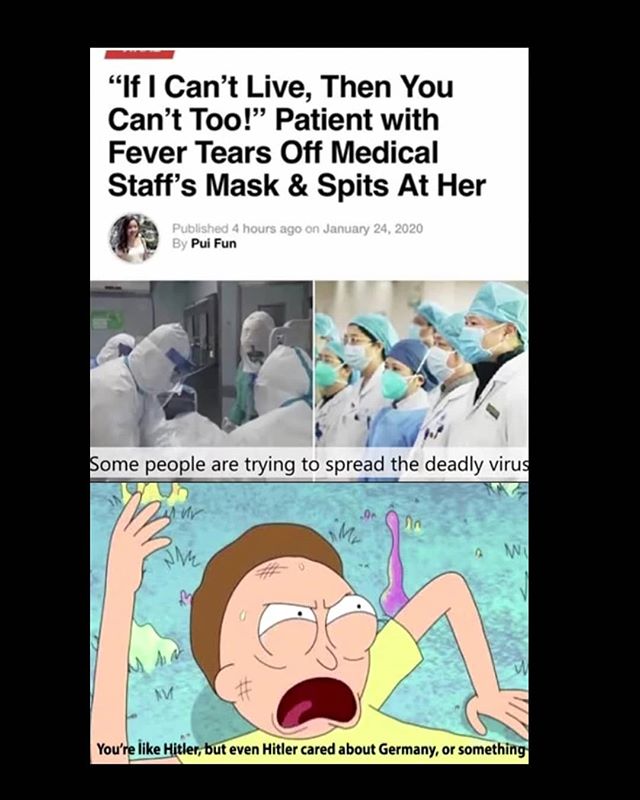 “If I Can’t Live, Then You
Can’t Too!” Patient with
Fever Tears Off Medical
Staff’s Mask & Spits At Her
Published 4 hours ago on January 24, 2020
By Pui Fun
Some people are trying to spread the deadly virus
You're like Hitler, but even Hitler cared about Germany, or something